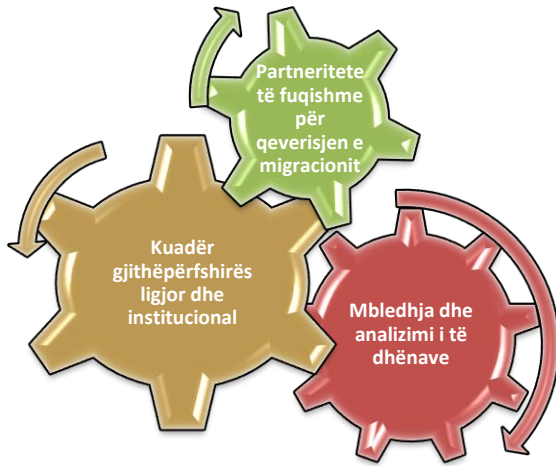 Partneritete
të fuqishme
për
qeverisjen e
migracionit
Kuadër
gjithëpërfshirës
ligjor dhe
institucional
Mbledhja dhe
analizimi i të
dhënave